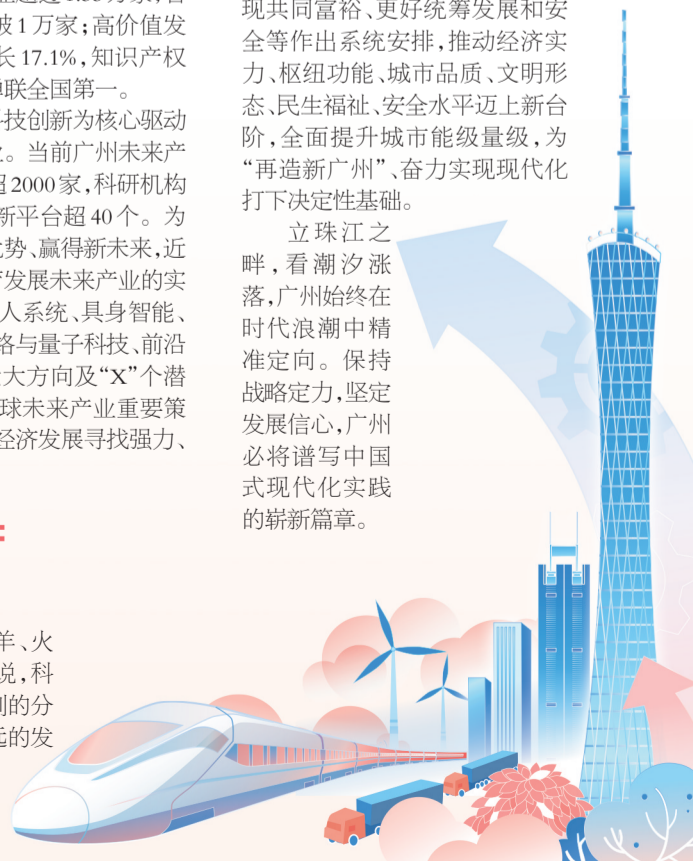 破1万家;高价值发
长17.1%,知识产权
联全国第一。
技创新为核心驱动
。当前广州未来产
超2000家,科研机构
新平台超40个。为
势、赢得新未来,近
发展未来产业的实
人系统、具身智能、
络与量子科技、前沿
大方向及“X”个潜
球未来产业重要策
经济发展寻找强力、
羊、火
说,科
的分
的发
现共同富裕、更好统筹发展和安
全等作出系统安排,推动经济实
力、枢纽功能、城市品质、文明形
态、民生福祉、安全水平迈上新台
阶,全面提升城市能级量级,为
“再造新广州”、奋力实现现代化
打下决定性基础。
立珠江之
畔,看潮汐涨
落,广州始终在
时代浪潮中精
准定向。保持
战略定力,坚定
发展信心,广州
必将谱写中国
式现代化实践
的崭新篇章。